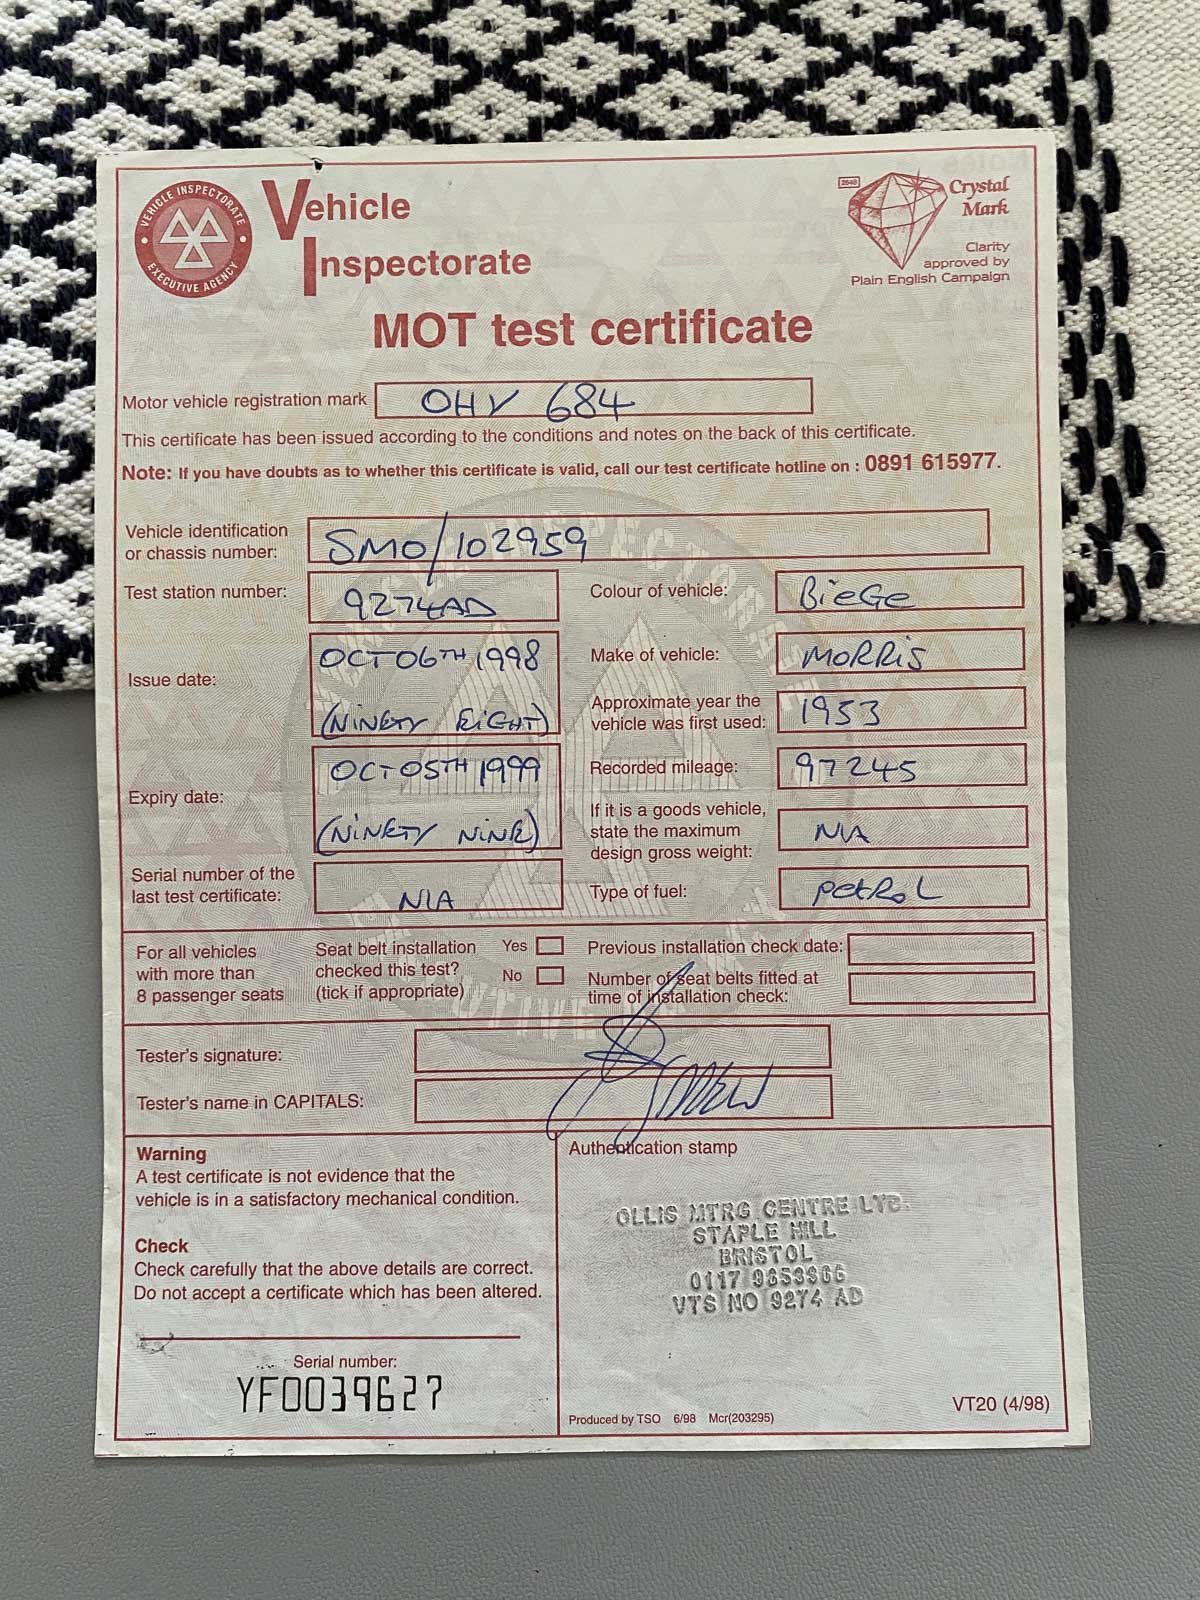 VEHICLE INSPECTORATE
EXECUTIVE AGENCY
Vehicle
Inspectorate
2640
Crystal
Mark
Clarity
approved by
Plain English Campaign
MOT test certificate
Motor vehicle registration mark OHV 684
This certificate has been issued according to the conditions and notes on the back of this certificate.
Note: If you have doubts as to whether this certificate is valid, call our test certificate hotline on : 0891 615977.
Vehicle identification
or chassis number: SMO/102959
Test station number: 9274AD
Colour of vehicle: BieGe
Issue date: OCT 06TH 1998
(NINETY EIGHT)
Make of vehicle: MORRiS
Approximate year the
vehicle was first used: 1953
Expiry date: OCT 05TH 1999
(NINETY NINE)
Recorded mileage: 97245
If it is a goods vehicle,
state the maximum
design gross weight: N/A
Serial number of the
last test certificate: N/A
Type of fuel: PetRoL
For all vehicles
with more than
8 passenger seats
Seat belt installation
checked this test?
(tick if appropriate)
Yes
No
Previous installation check date:
Number of seat belts fitted at
time of installation check:
Tester's signature:
Tester's name in CAPITALS:
Warning
A test certificate is not evidence that the
vehicle is in a satisfactory mechanical condition.
Check
Check carefully that the above details are correct.
Do not accept a certificate which has been altered.
Serial number:
YF0039627
Authentication stamp
OLLIS MTRG CENTRE LTD.
STAPLE HILL
BRISTOL
VTS NO 9274 AD
Produced by TSO 6/98 Mcr(203295)
VT20 (4/98)